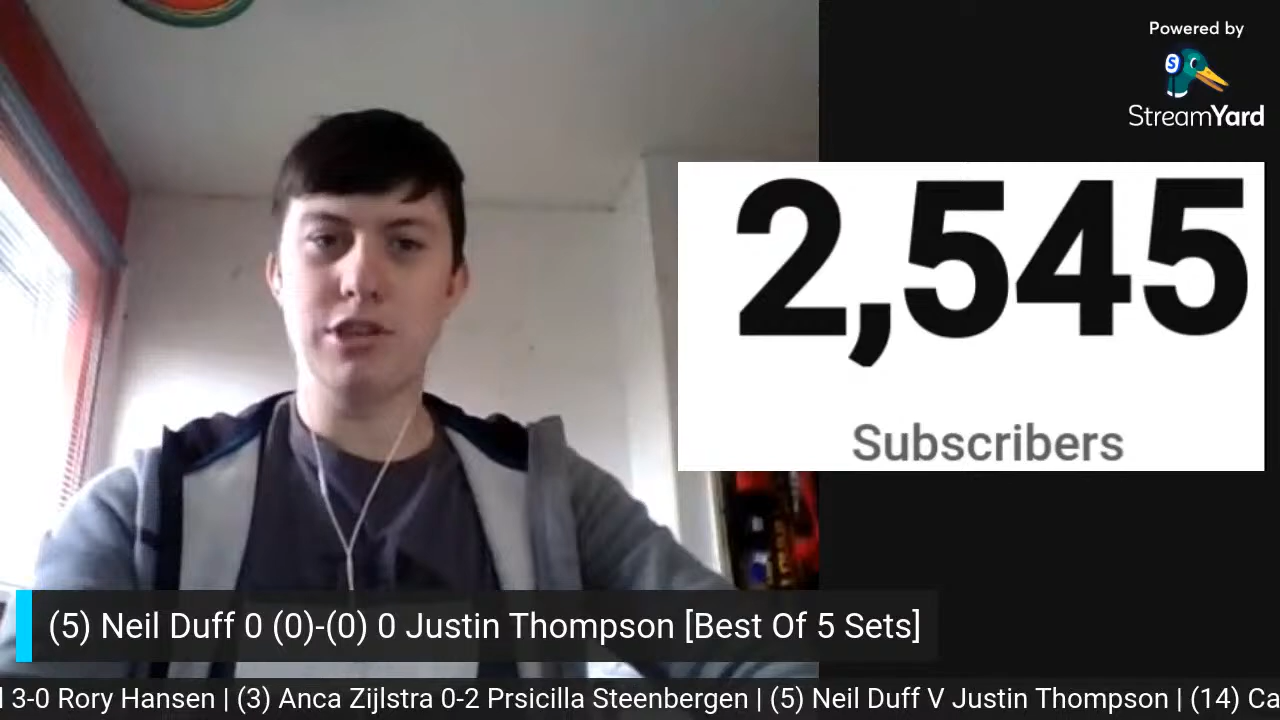 Powered by
StreamYard
2,545
Subscribers
(5) Neil Duff 0 (0)-(0) 0 Justin Thompson [Best Of 5 Sets]
3-0 Rory Hansen | (3) Anca Zijlstra 0-2 Prsicilla Steenbergen | (5) Neil Duff V Justin Thompson | (14) Ca